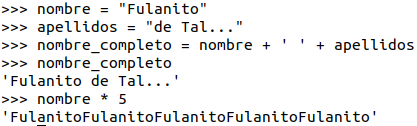 >>> nombre = "Fulanito"
>>> apellidos = "de Tal..."
>>> nombre_completo = nombre + ' ' + apellidos
>>> nombre_completo
'Fulanito de Tal...'
>>> nombre * 5
'FulanitoFulanitoFulanitoFulanitoFulanito'